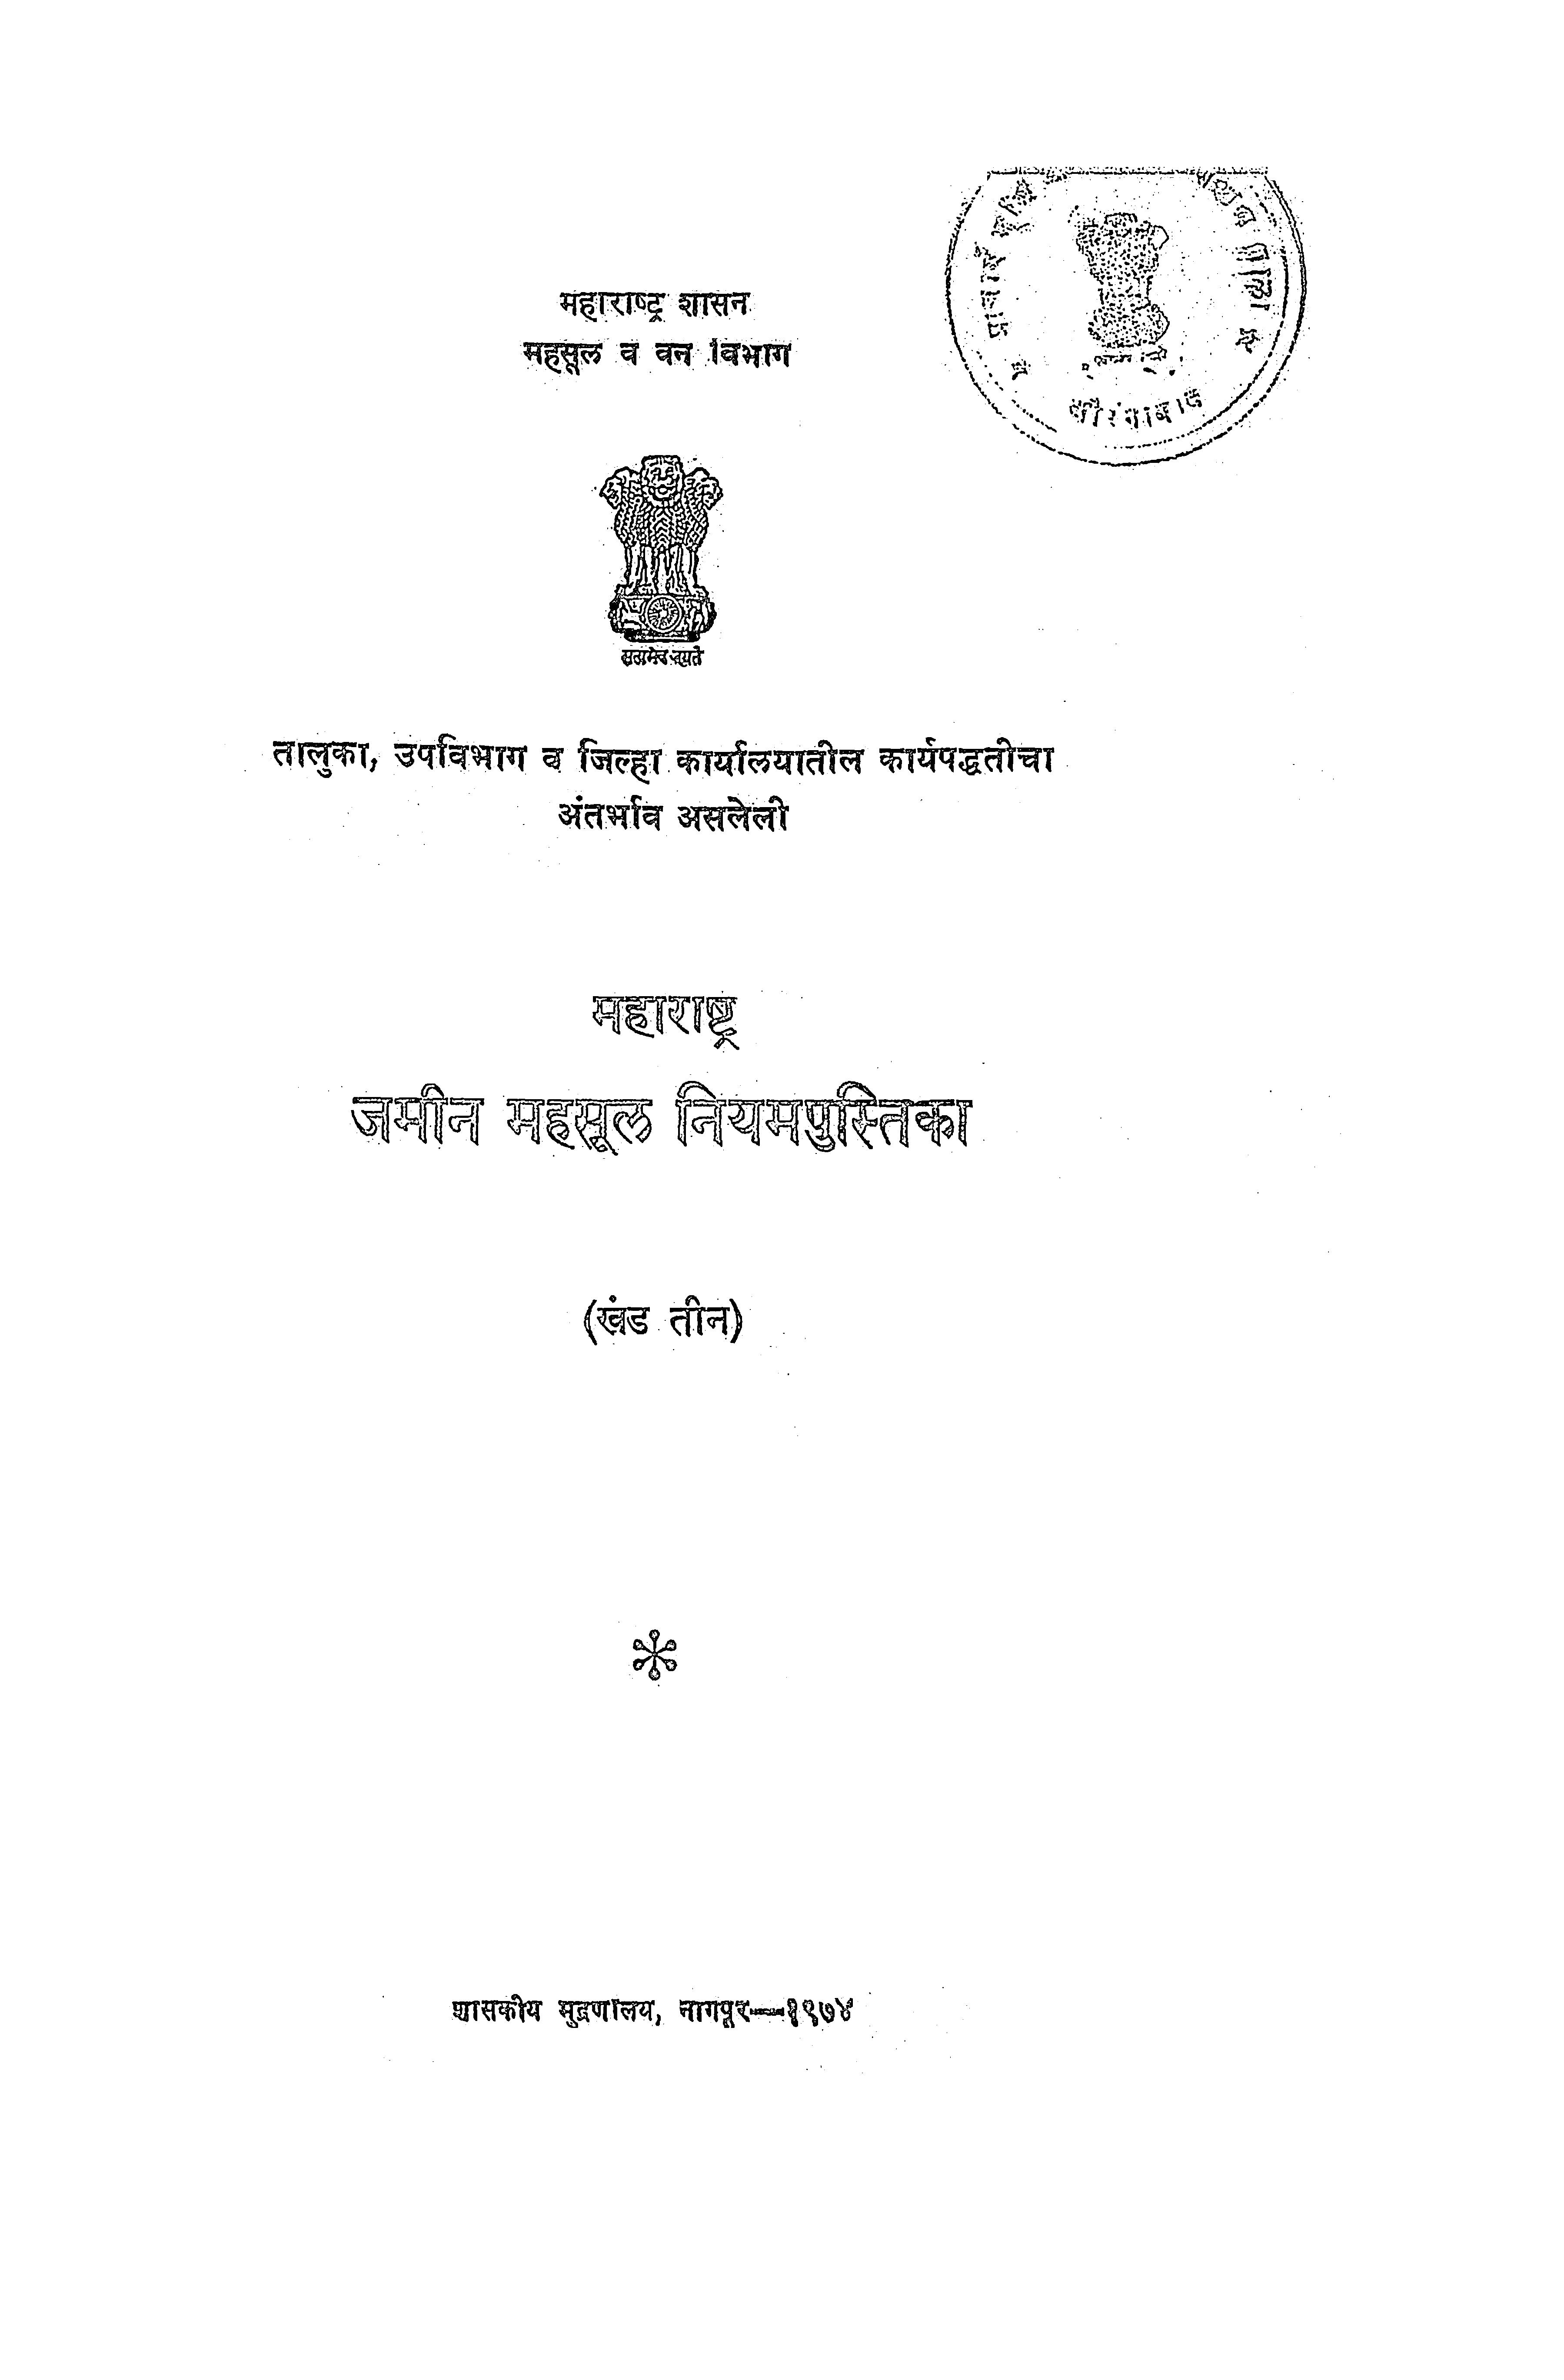 महाराष्ट्र शासन
महसूल व वन विभाग
औरंगाबाद
सत्यमेव जयते
तालुका, उपविभाग व जिल्हा कार्यालयातील कार्यपद्धतीचा
अंतर्भाव असलेली
महाराष्ट्र
जमीन महसूल नियमपुस्तिका
(खंड तीन)
शासकीय मुद्रणालय, नागपूर—१९७४